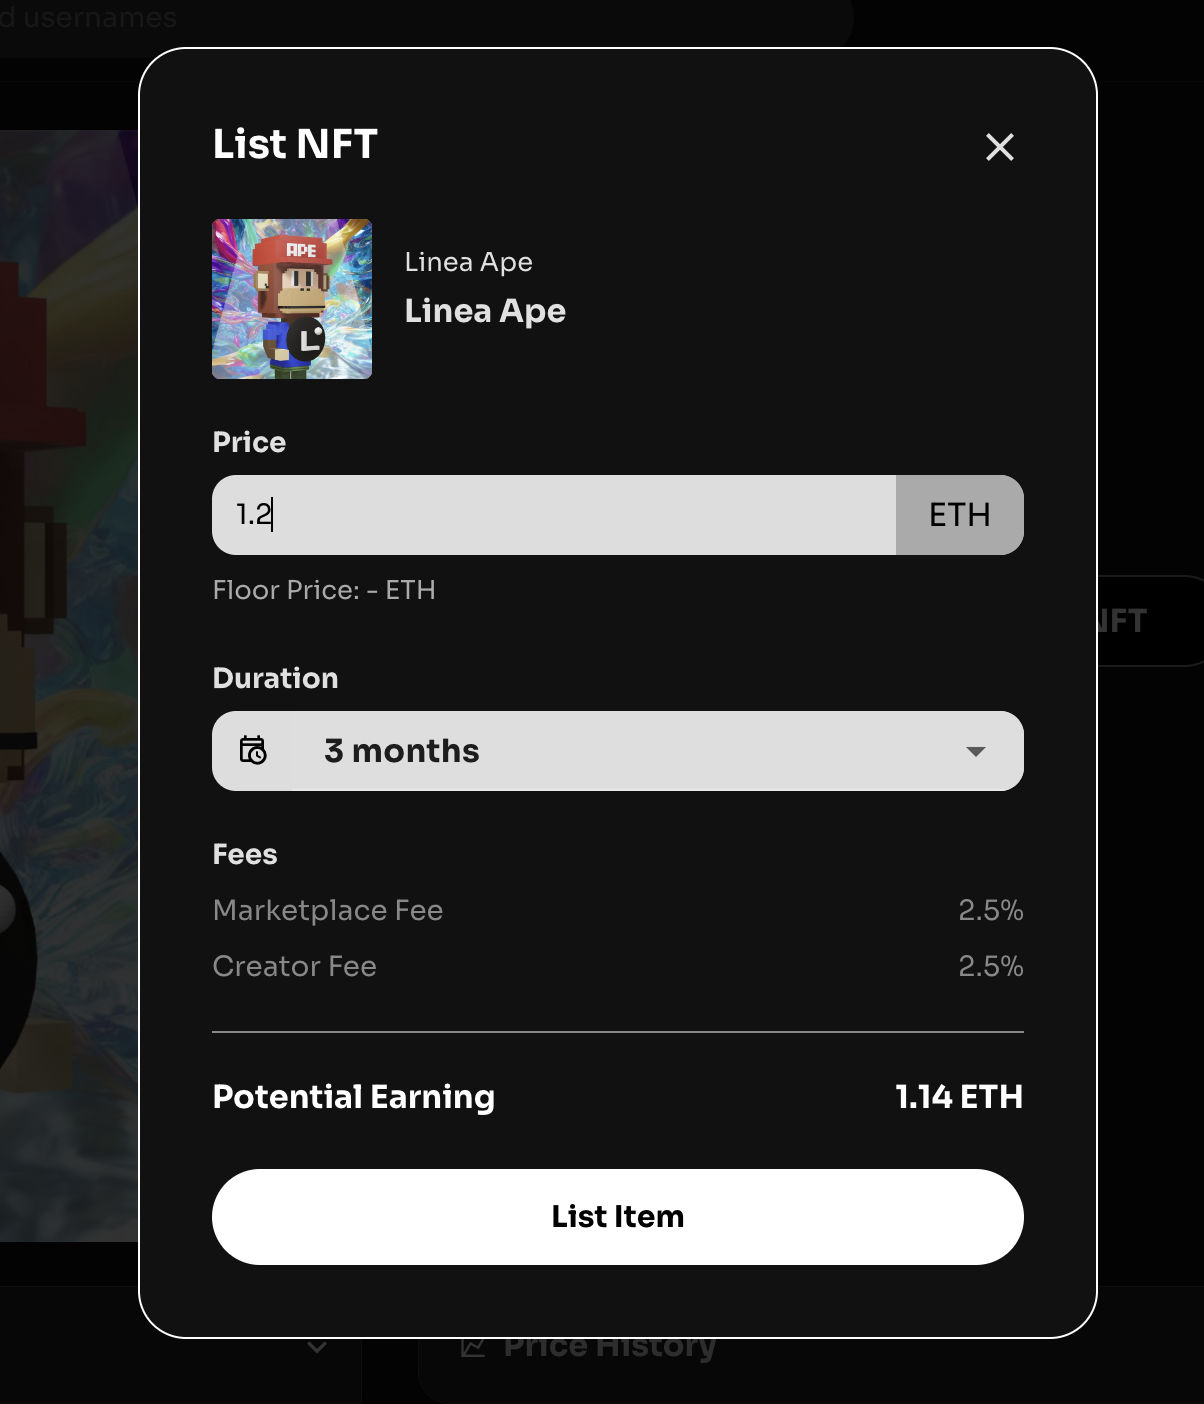 d usernames
List NFT
APE
Linea Ape
Linea Ape
L
Price
1.2
ETH
Floor Price: - ETH
NFT
Duration
3 months
Fees
Marketplace Fee
2.5%
Creator Fee
2.5%
Potential Earning
1.14 ETH
List Item
Price History